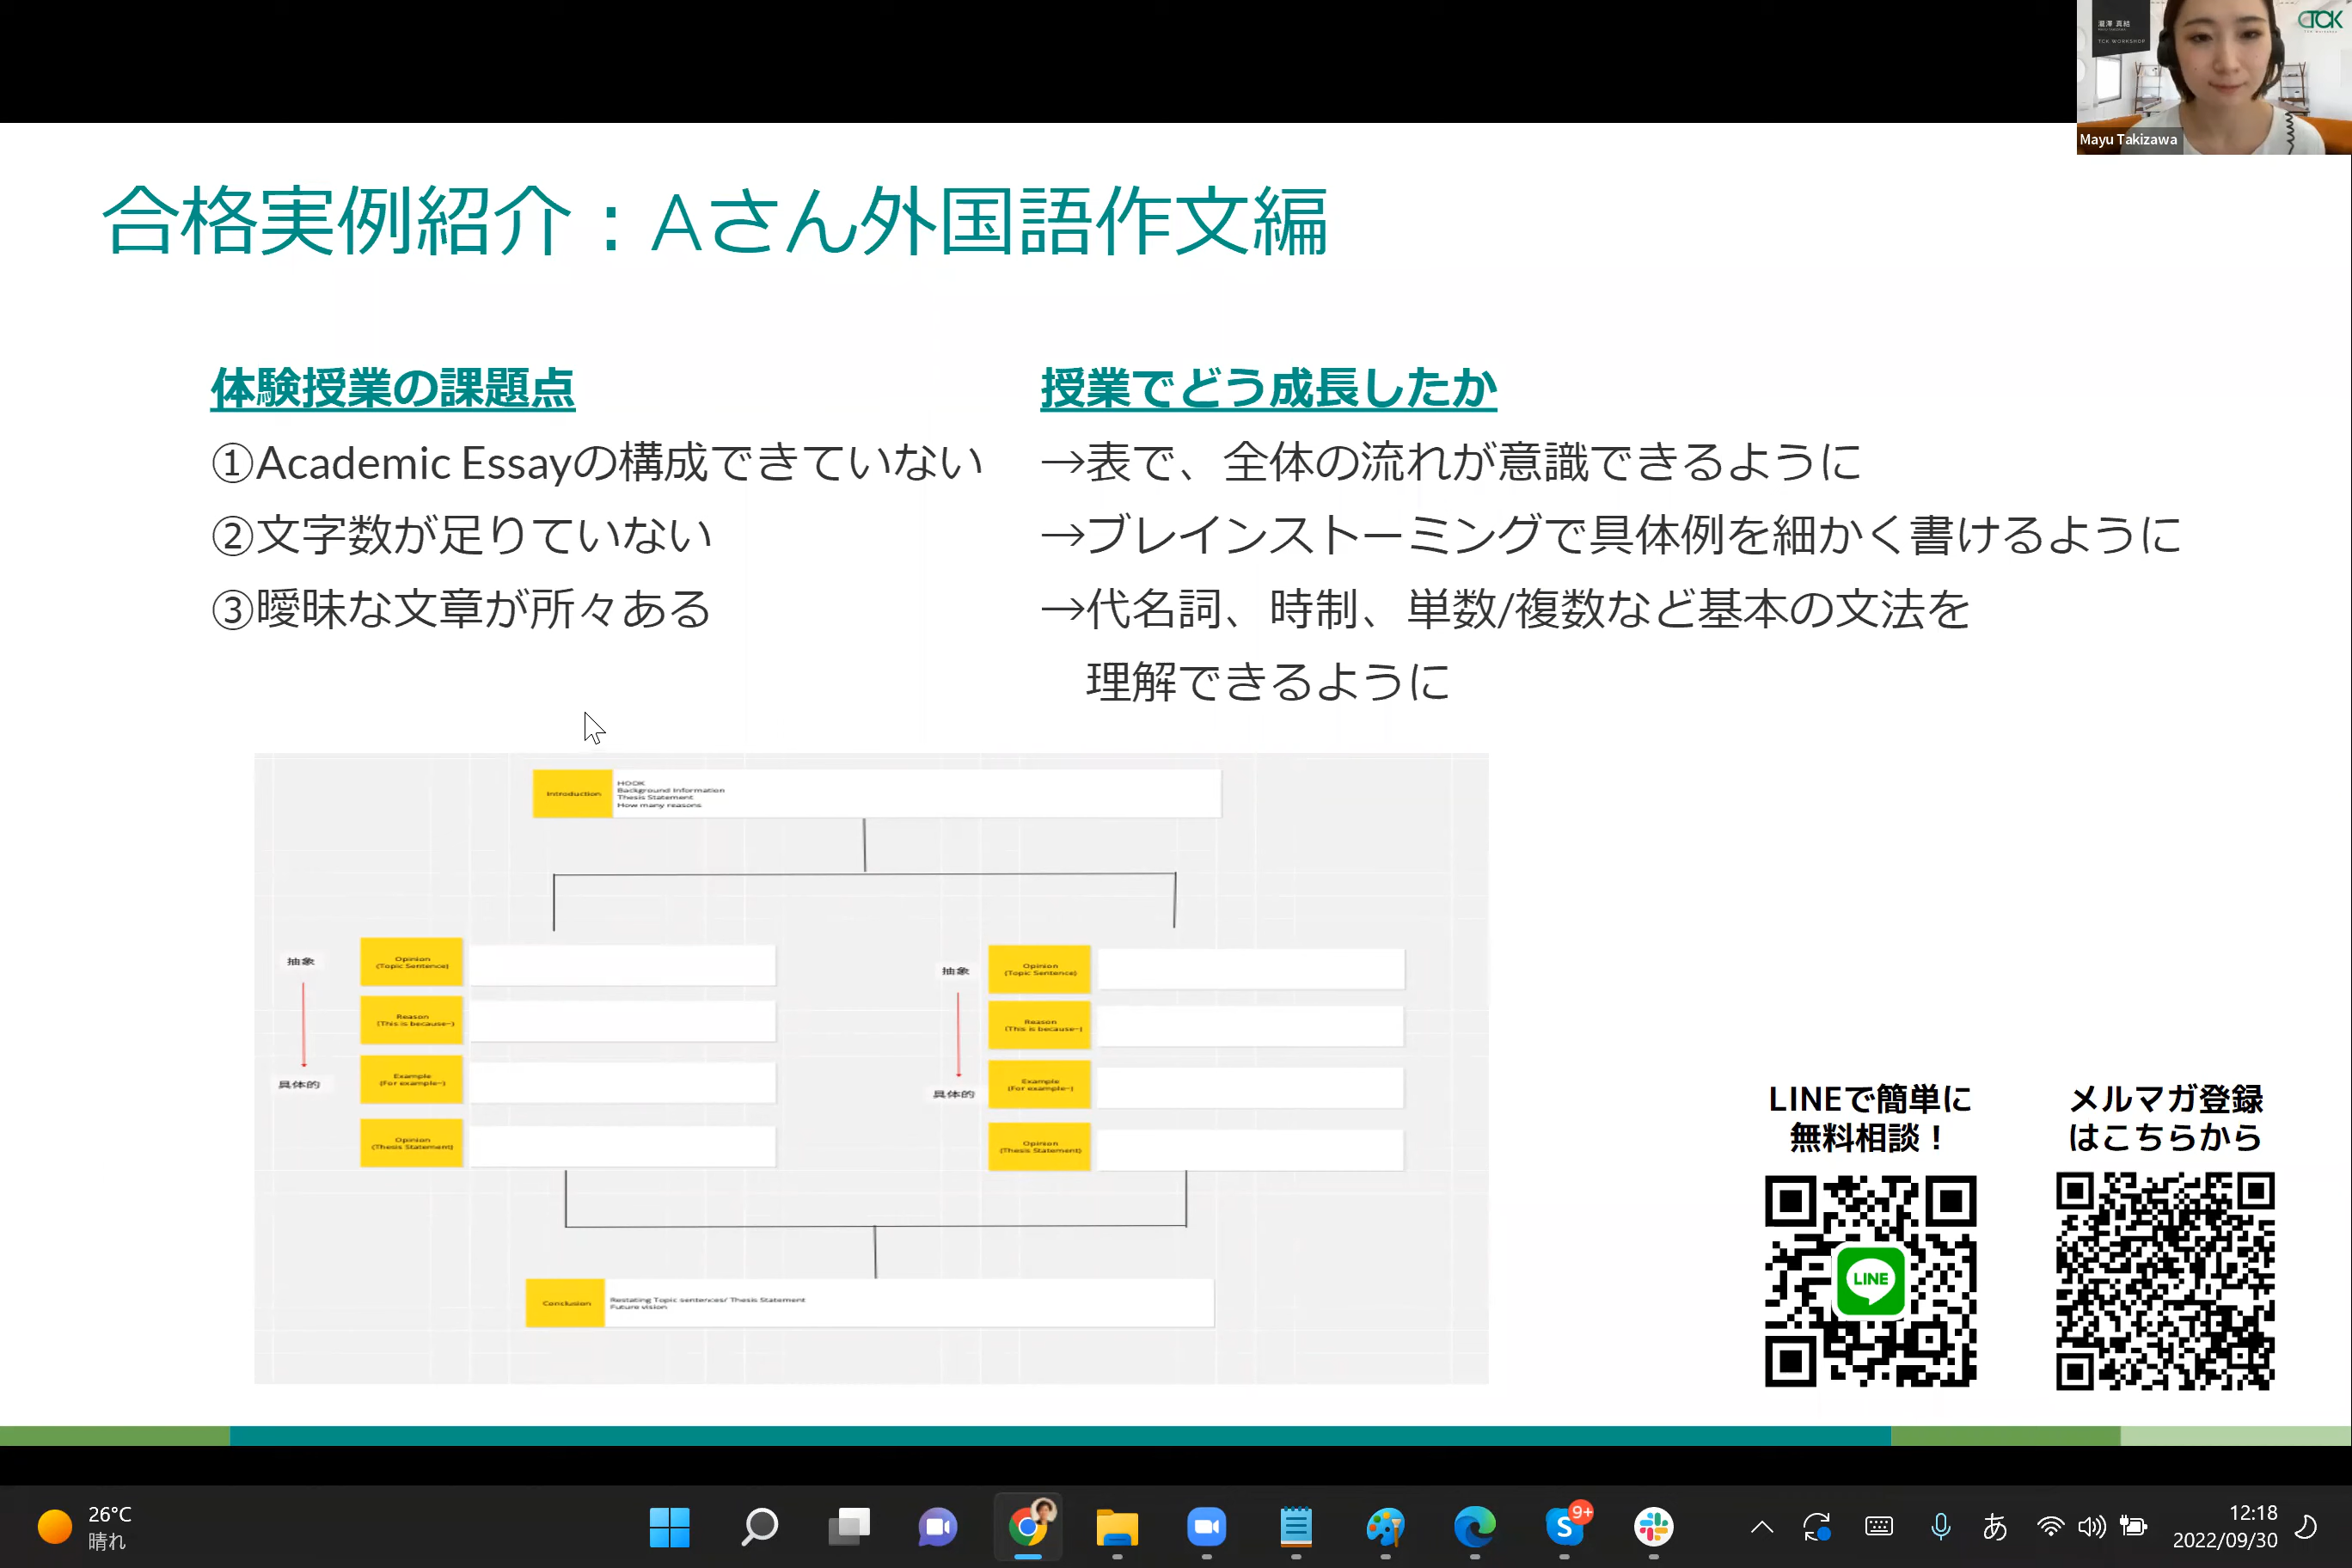 瀧澤 真結
TCK WORKSHOP
TCK
Mayu Takizawa
合格実例紹介：Aさん外国語作文編
体験授業の課題点
①Academic Essayの構成できていない
②文字数が足りていない
③曖昧な文章が所々ある
授業でどう成長したか
→表で、全体の流れが意識できるように
→ブレインストーミングで具体例を細かく書けるように
→代名詞、時制、単数/複数など基本の文法を
理解できるように
Introduction
HOOK
Background Information
Thesis Statement
How many reasons
抽象
具体的
Opinion
(Topic Sentence)
Reason
(This is because~)
Example
(For example~)
Opinion
(Thesis Statement)
抽象
具体的
Opinion
(Topic Sentence)
Reason
(This is because~)
Example
(For example~)
Opinion
(Thesis Statement)
Conclusion
Restating Topic sentences/ Thesis Statement
Future vision
LINEで簡単に
無料相談！
LINE
メルマガ登録
はこちらから
26°C
晴れ
S
9+
あ
12:18
2022/09/30